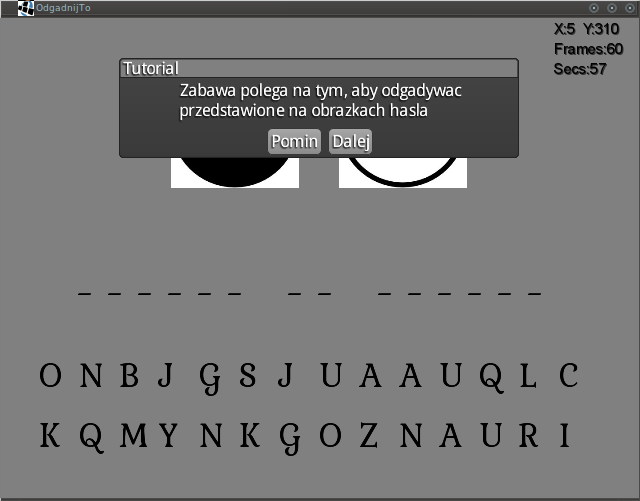 OdgadnijTo
X:5 Y:310
Frames:60
Secs:57
Tutorial
Zabawa polega na tym, aby odgadywac
przedstawione na obrazkach hasla
Pomin Dalej
_ _ _ _ _ _ _ _ _ _ _ _ _ _
O N B J G S J U A A U Q L C
K Q M Y N K G O Z N A U R I